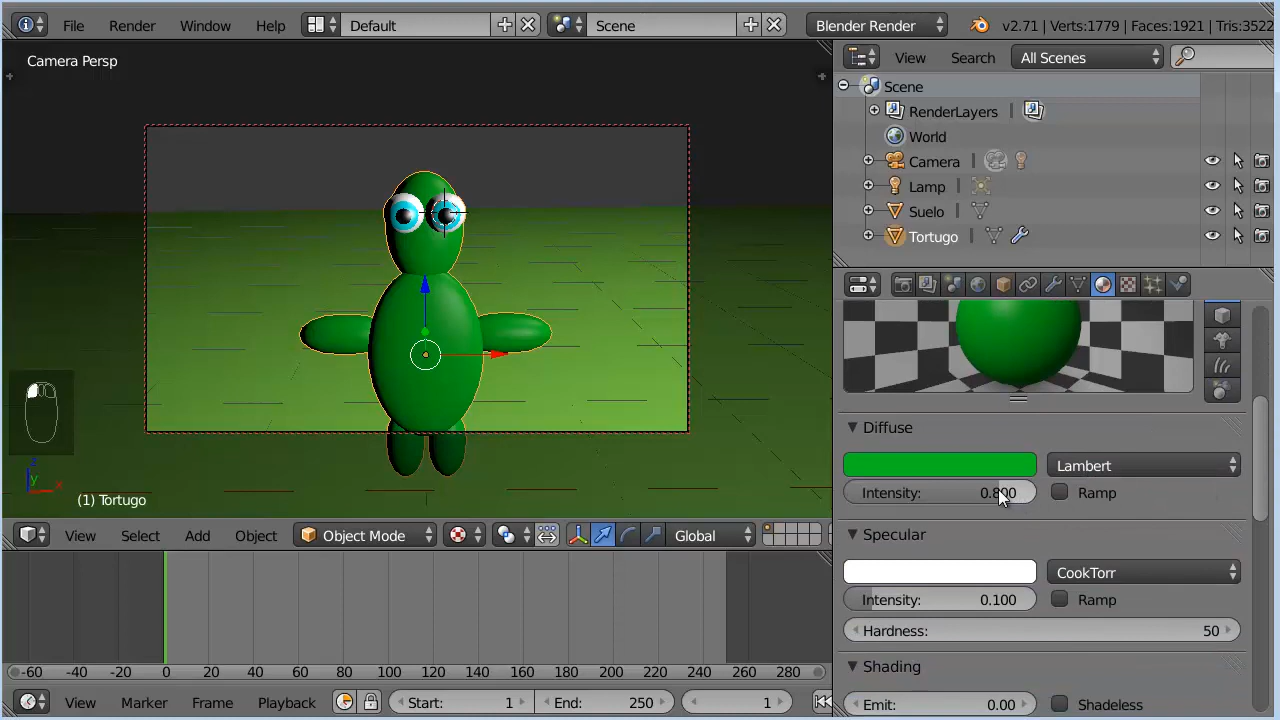 File Render Window Help Default Scene Blender Render v2.71 | Verts:1779 | Faces:1921 | Tris:3522
Camera Persp
View Search All Scenes
Scene
RenderLayers
World
Camera
Lamp
Suelo
Tortugo
Diffuse
Lambert
Intensity: 0.800 Ramp
Specular
CookTorr
Intensity: 0.100 Ramp
Hardness: 50
Shading
Emit: 0.00 Shadeless
z
y
x
(1) Tortugo
View Select Add Object Object Mode Global
-60 -40 -20 0 20 40 60 80 100 120 140 160 180 200 220 240 260 280
View Marker Frame Playback Start: 1 End: 250 1